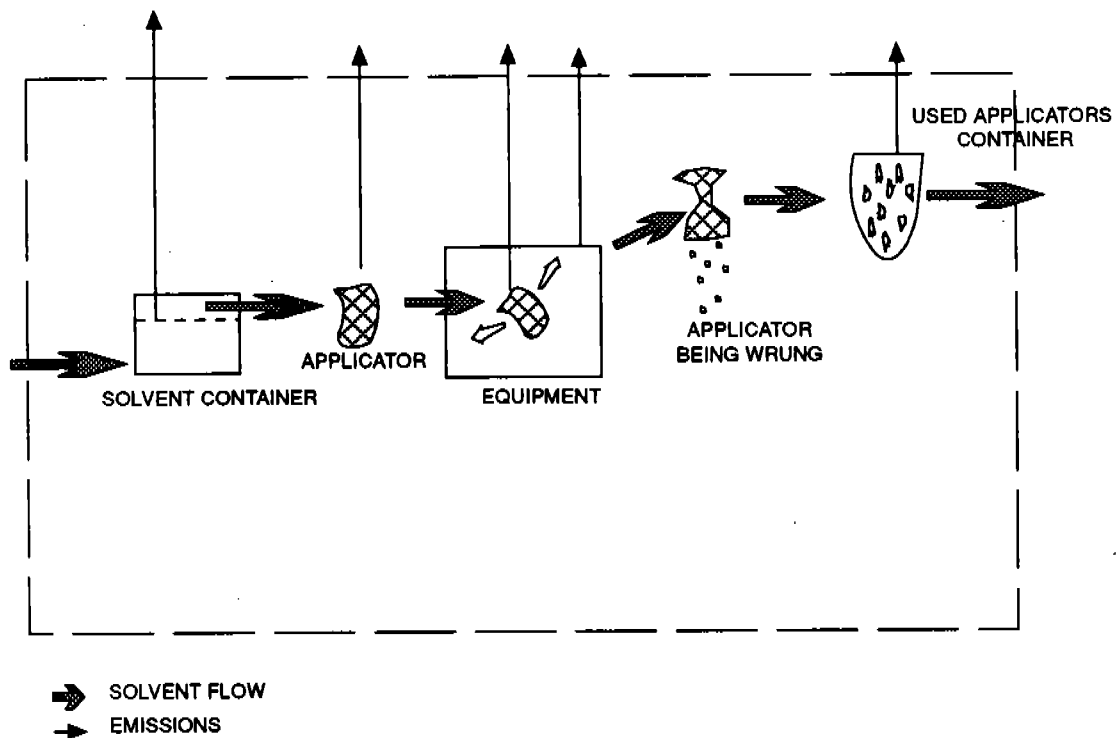 USED APPLICATORS
CONTAINER
APPLICATOR
BEING WRUNG
APPLICATOR
SOLVENT CONTAINER
EQUIPMENT
SOLVENT FLOW
EMISSIONS